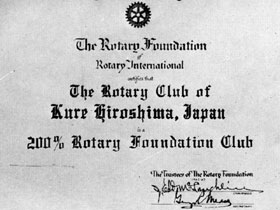 The Rotary Foundation
of
Rotary International
certifies that
The Rotary Club of
Kure Hiroshima, Japan
is a
200% Rotary Foundation Club
The Trustees of The Rotary Foundation